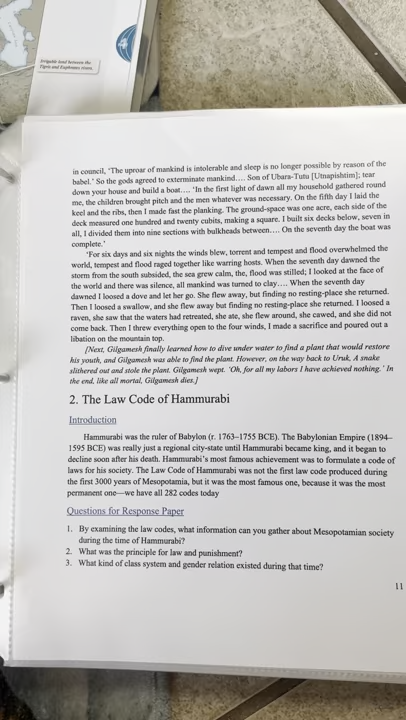 Irrigable land between the
Tigris and Euphrates rivers.
in council, 'The uproar of mankind is intolerable and sleep is no longer possible by reason of the
babel.' So the gods agreed to exterminate mankind.… Son of Ubara-Tutu [Utnapishtim]; tear
down your house and build a boat.… 'In the first light of dawn all my household gathered round
me, the children brought pitch and the men whatever was necessary. On the fifth day I laid the
keel and the ribs, then I made fast the planking. The ground-space was one acre, each side of the
deck measured one hundred and twenty cubits, making a square. I built six decks below, seven in
all, I divided them into nine sections with bulkheads between.… On the seventh day the boat was
complete.'
'For six days and six nights the winds blew, torrent and tempest and flood overwhelmed the
world, tempest and flood raged together like warring hosts. When the seventh day dawned the
storm from the south subsided, the sea grew calm, the, flood was stilled; I looked at the face of
the world and there was silence, all mankind was turned to clay.… When the seventh day
dawned I loosed a dove and let her go. She flew away, but finding no resting-place she returned.
Then I loosed a swallow, and she flew away but finding no resting-place she returned. I loosed a
raven, she saw that the waters had retreated, she ate, she flew around, she cawed, and she did not
come back. Then I threw everything open to the four winds, I made a sacrifice and poured out a
libation on the mountain top.
[Next, Gilgamesh finally learned how to dive under water to find a plant that would restore
his youth, and Gilgamesh was able to find the plant. However, on the way back to Uruk, A snake
slithered out and stole the plant. Gilgamesh wept. 'Oh, for all my labors I have achieved nothing.' In
the end, like all mortal, Gilgamesh dies.]
2. The Law Code of Hammurabi
Introduction
Hammurabi was the ruler of Babylon (r. 1763–1755 BCE). The Babylonian Empire (1894–
1595 BCE) was really just a regional city-state until Hammurabi became king, and it began to
decline soon after his death. Hammurabi's most famous achievement was to formulate a code of
laws for his society. The Law Code of Hammurabi was not the first law code produced during
the first 3000 years of Mesopotamia, but it was the most famous one, because it was the most
permanent one—we have all 282 codes today
Questions for Response Paper
1. By examining the law codes, what information can you gather about Mesopotamian society
during the time of Hammurabi?
2. What was the principle for law and punishment?
3. What kind of class system and gender relation existed during that time?
11